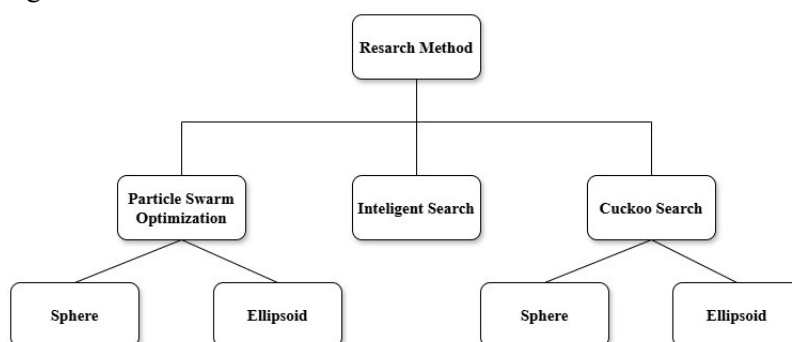 Resarch Method
Particle Swarm
Optimization
Inteligent Search
Cuckoo Search
Sphere
Ellipsoid
Sphere
Ellipsoid